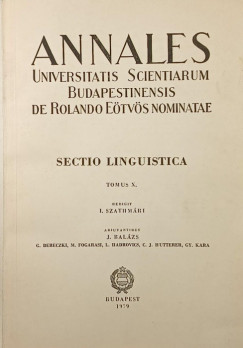 ANNALES
UNIVERSITATIS SCIENTIARUM
BUDAPESTINENSIS
DE ROLANDO EÖTVÖS NOMINATAE
SECTIO LINGUISTICA
TOMUS X.
REDIGIT
I. SZATHMÁRI
ADIUVANTIBUS
J. BALÁZS
G. BERECZKI, M. FOGARASI, L. HADROVICS, C. J. HUTTERER, GY. KARA
BUDAPEST
1979